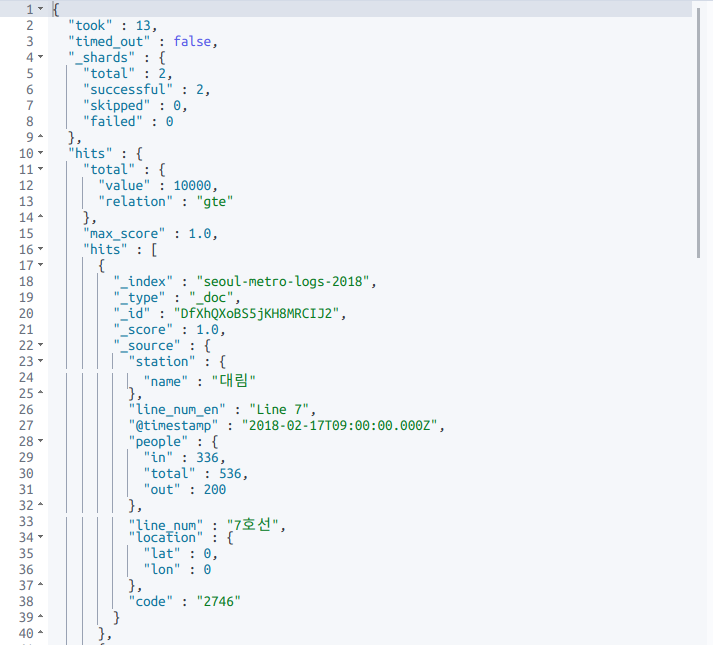 1 {
2 "took" : 13,
3 "timed_out" : false,
4 "_shards" : {
5 "total" : 2,
6 "successful" : 2,
7 "skipped" : 0,
8 "failed" : 0
9 },
10 "hits" : {
11 "total" : {
12 "value" : 10000,
13 "relation" : "gte"
14 },
15 "max_score" : 1.0,
16 "hits" : [
17 {
18 "_index" : "seoul-metro-logs-2018",
19 "_type" : "_doc",
20 "_id" : "DfXhQXoBS5jKH8MRCIJ2",
21 "_score" : 1.0,
22 "_source" : {
23 "station" : {
24 "name" : "대림"
25 },
26 "line_num_en" : "Line 7",
27 "@timestamp" : "2018-02-17T09:00:00.000Z",
28 "people" : {
29 "in" : 336,
30 "total" : 536,
31 "out" : 200
32 },
33 "line_num" : "7호선",
34 "location" : {
35 "lat" : 0,
36 "lon" : 0
37 },
38 "code" : "2746"
39 }
40 },